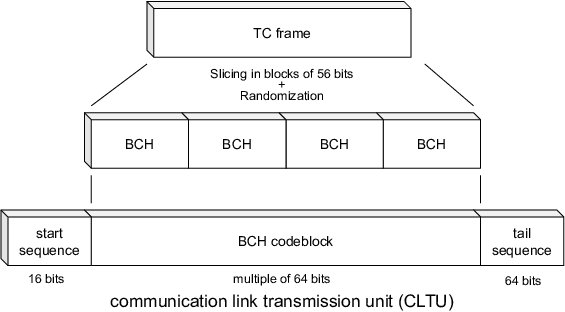 TC frame
Slicing in blocks of 56 bits
+
Randomization
BCH BCH BCH BCH
start
sequence
BCH codeblock
tail
sequence
16 bits multiple of 64 bits 64 bits
communication link transmission unit (CLTU)